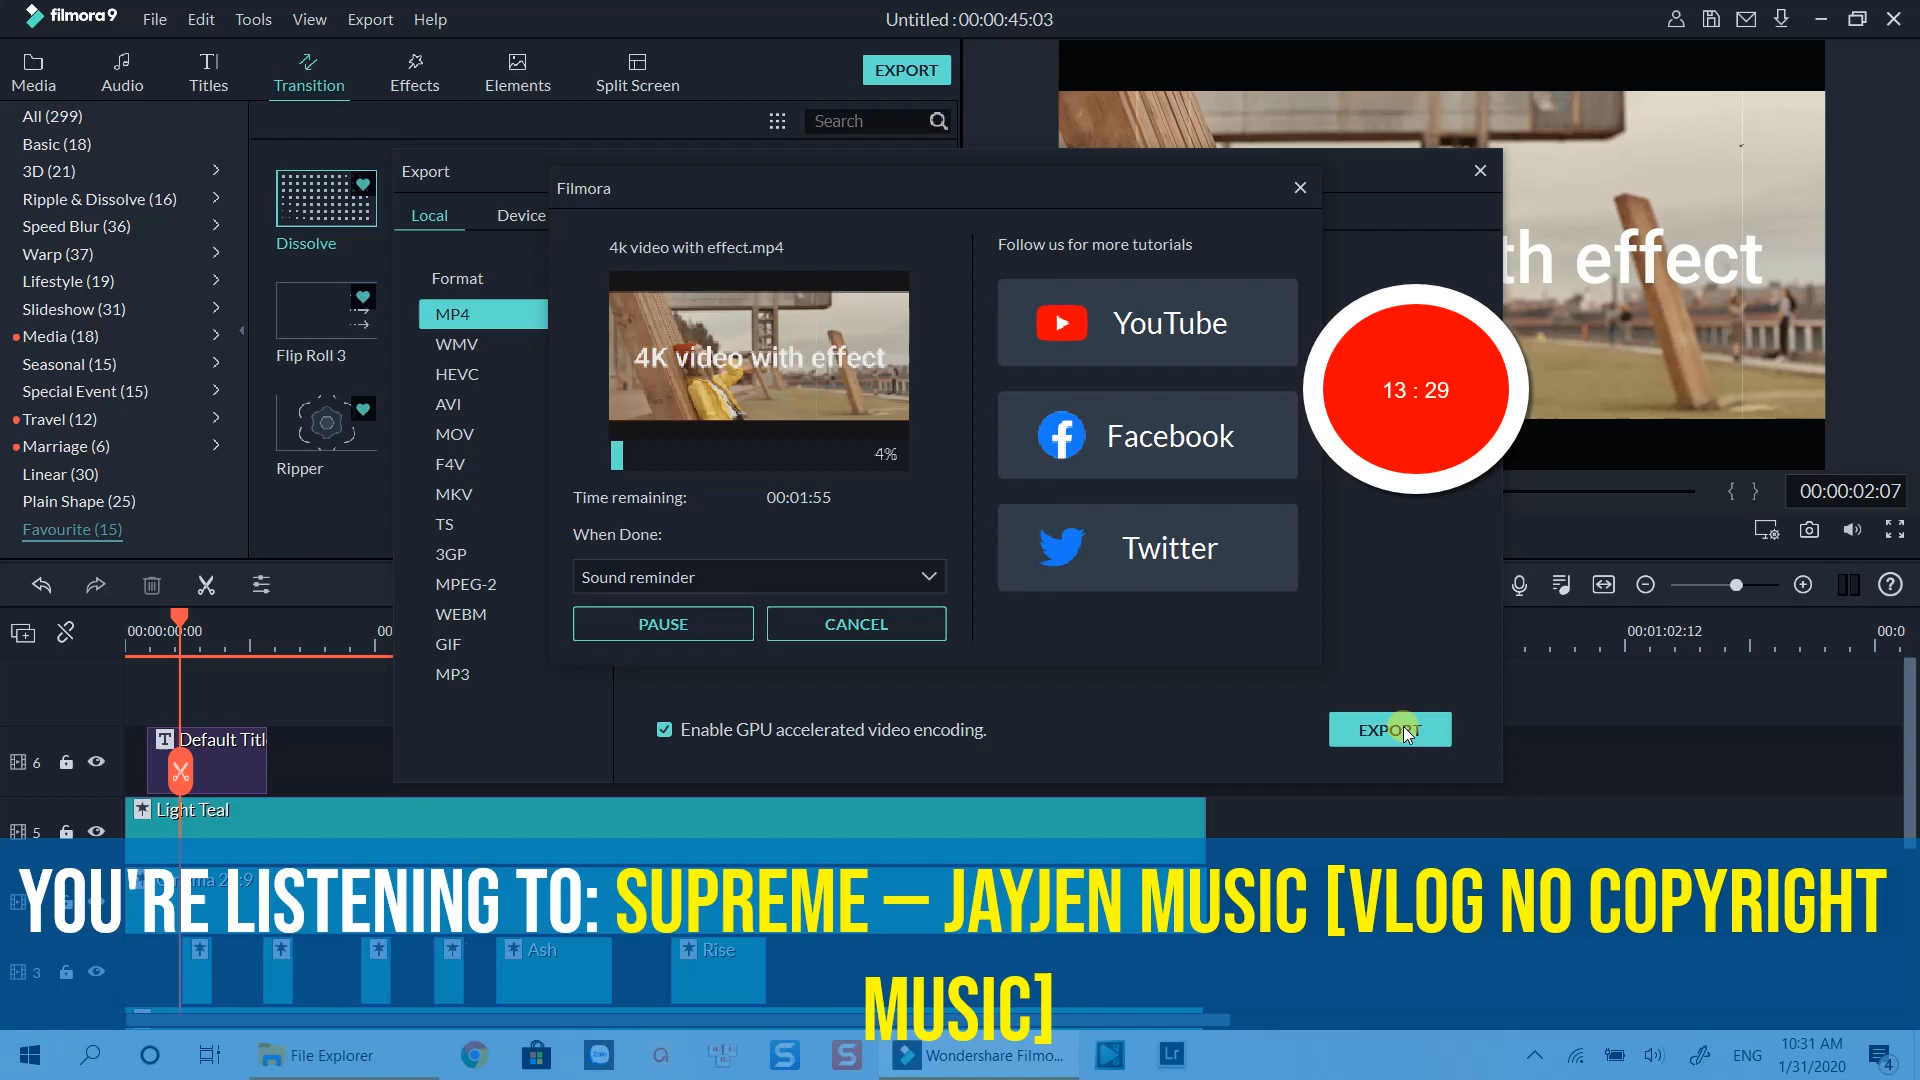 filmora9 File Edit Tools View Export Help Untitled : 00:00:45:03
Media Audio Titles Transition Effects Elements Split Screen EXPORT
All (299)
Basic (18)
3D (21)
Ripple & Dissolve (16)
Speed Blur (36)
Warp (37)
Lifestyle (19)
Slideshow (31)
Media (18)
Seasonal (15)
Special Event (15)
Travel (12)
Marriage (6)
Linear (30)
Plain Shape (25)
Favourite (15)
Search
Dissolve
Flip Roll 3
Ripper
Export
Local Device
Format
MP4
WMV
HEVC
AVI
MOV
F4V
MKV
TS
3GP
MPEG-2
WEBM
GIF
MP3
Filmora
4k video with effect.mp4
4K video with effect
4%
Time remaining: 00:01:55
When Done:
Sound reminder
PAUSE CANCEL
Follow us for more tutorials
YouTube
Facebook
Twitter
13 : 29
th effect
{ } 00:00:02:07
Enable GPU accelerated video encoding.
EXPORT
00:00:00:00 00 00:01:02:12 00:0
6 T Default Titl
5 Light Teal
3 Ash Rise
YOU'RE LISTENING TO: SUPREME – JAYJEN MUSIC [VLOG NO COPYRIGHT
MUSIC]
File Explorer Wondershare Filmo... Lr ENG 10:31 AM
1/31/2020 4